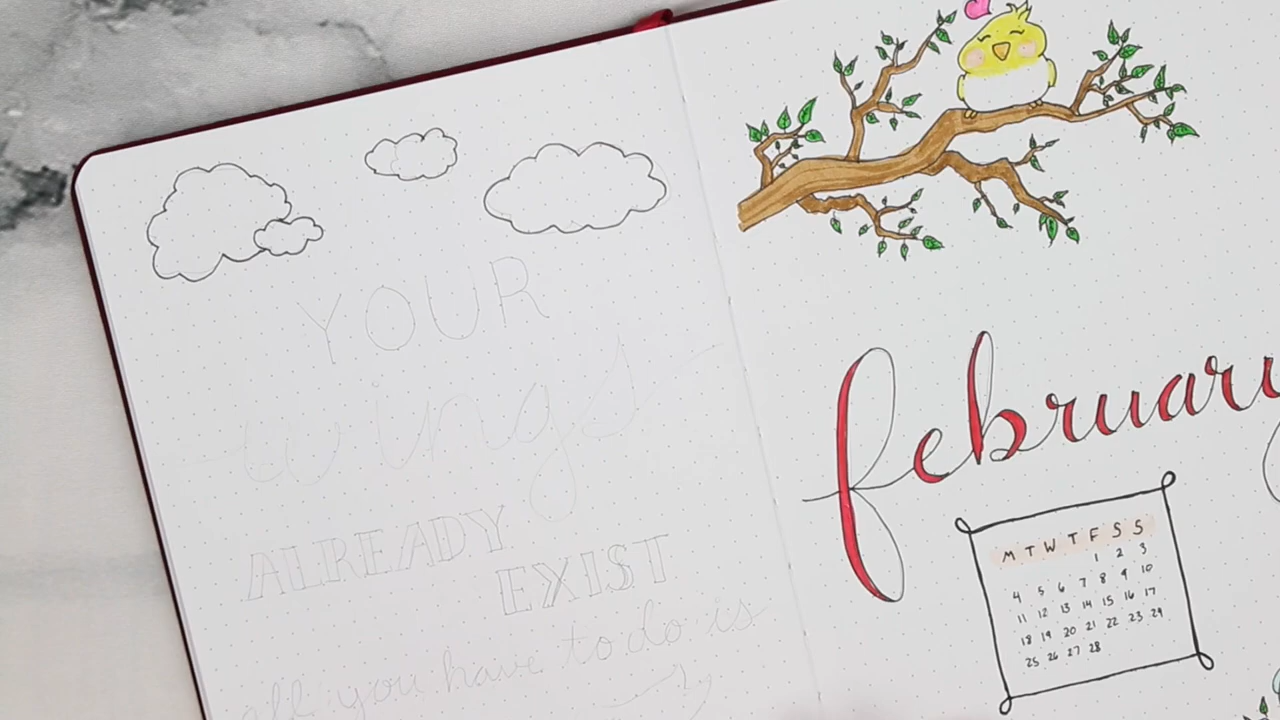 YOUR
wings
ALREADY
EXIST
all you have to do is
february
M T W T F S S
1 2 3
4 5 6 7 8 9 10
11 12 13 14 15 16 17
18 19 20 21 22 23 24
25 26 27 28